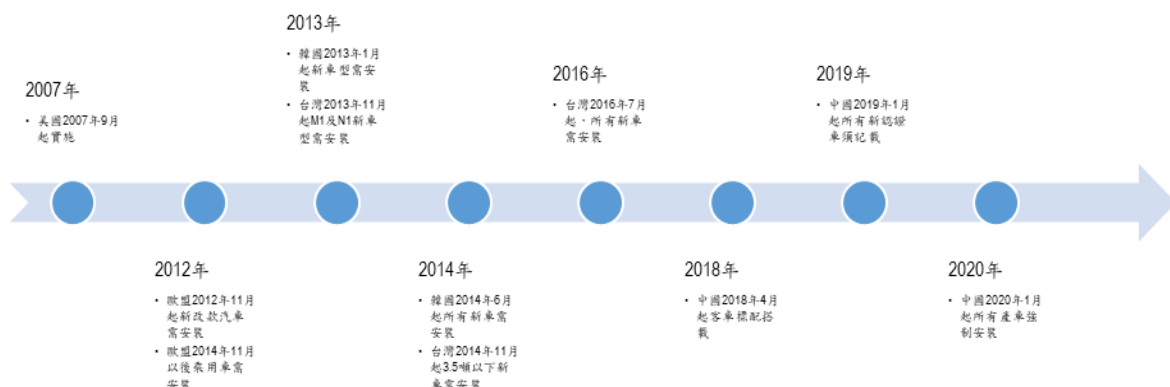 2007年
• 美國2007年9月
起實施
2012年
• 歐盟2012年11月
起新改款汽車
需安裝
• 歐盟2014年11月
以後乘用車需
安裝
2013年
• 韓國2013年1月
起新車型需安
裝
• 台灣2013年11月
起M1及N1新車
型需安裝
2014年
• 韓國2014年6月
起所有新車需
安裝
• 台灣2014年11月
起3.5噸以下新
車需安裝
2016年
• 台灣2016年7月
起,所有新車
需安裝
2018年
• 中國2018年4月
起客車標配搭
載
2019年
• 中國2019年1月
起所有新認證
車須記載
2020年
• 中國2020年1月
起所有產車強
制安裝